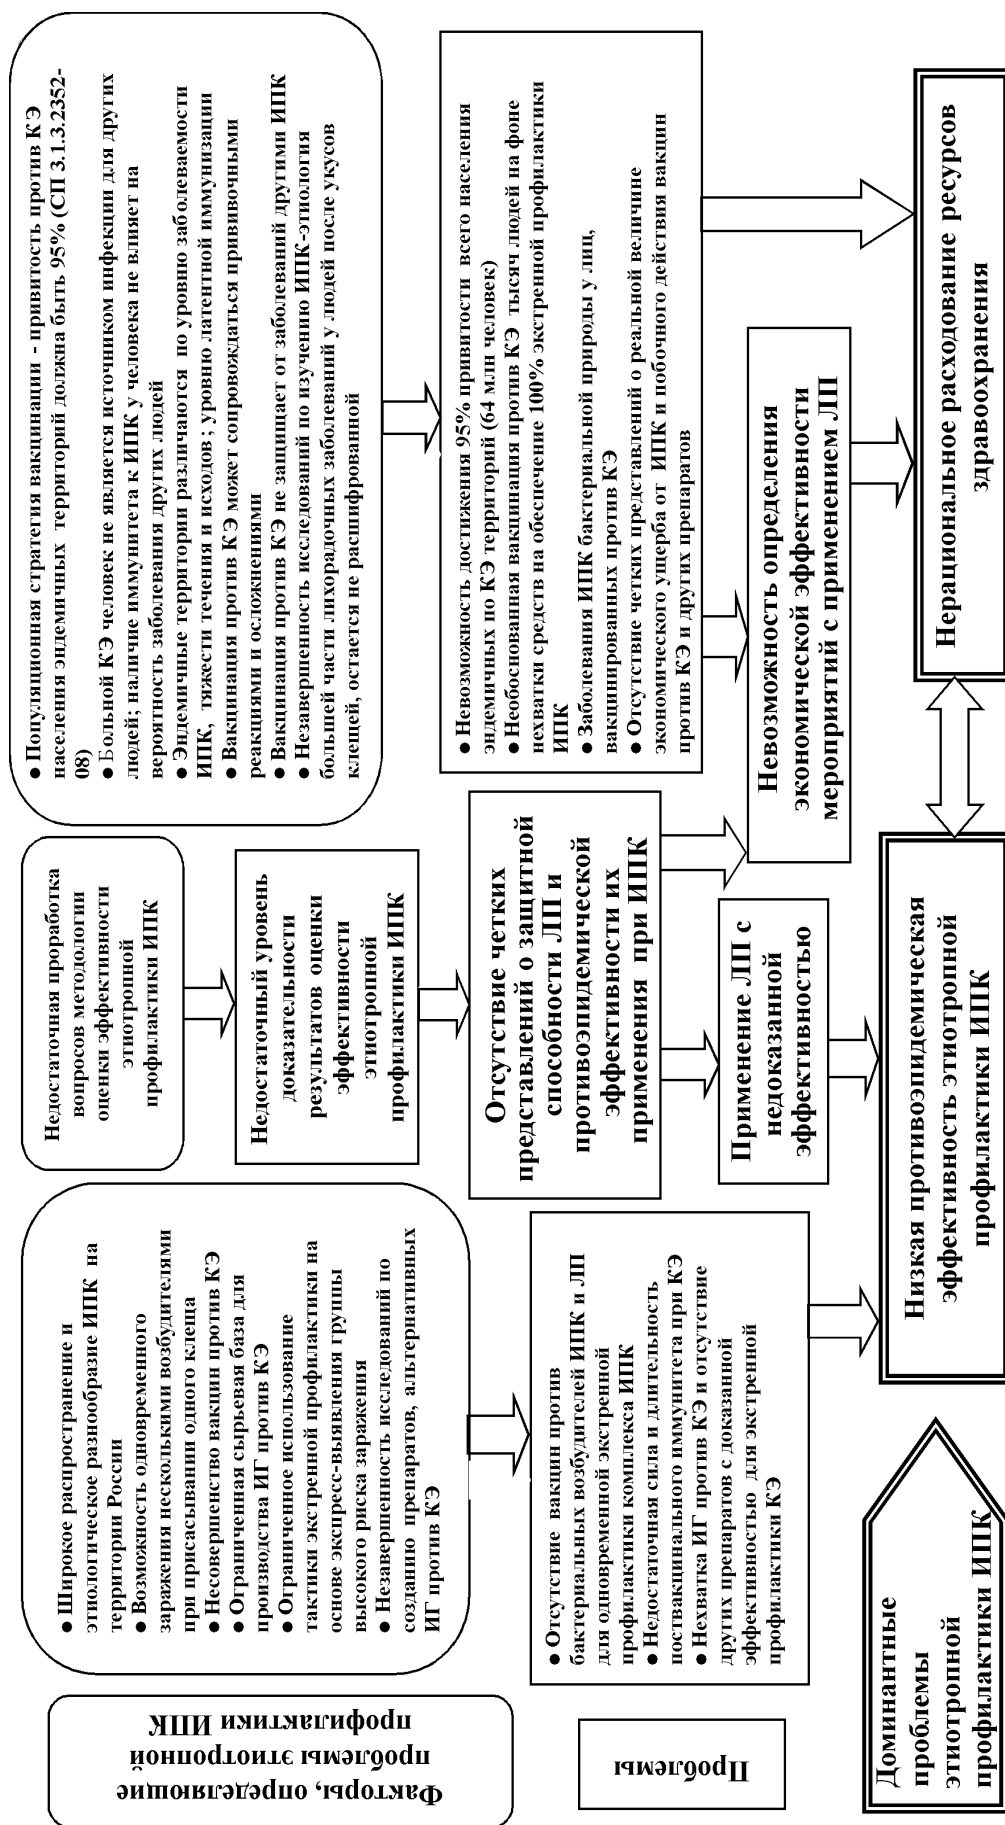 Факторы, определяющие
проблемы этиотропной
профилактики ИПК
● Широкое распространение и
этиологическое разнообразие ИПК на
территории России
● Возможность одновременного
заражения несколькими возбудителями
при присасывании одного клеща
● Несовершенство вакцин против КЭ
● Ограниченная сырьевая база для
производства ИГ против КЭ
● Ограниченное использование
тактики экстренной профилактики на
основе экспресс-выявления группы
высокого риска заражения
● Незавершенность исследований по
созданию препаратов, альтернативных
ИГ против КЭ
Недостаточная проработка
вопросов методологии
оценки эффективности
этиотропной
профилактики ИПК
● Популяционная стратегия вакцинации - привитость против КЭ
населения эндемичных территорий должна быть 95% (СП 3.1.3.2352-
08)
● Больной КЭ человек не является источником инфекции для других
людей; наличие иммунитета к ИПК у человека не влияет на
вероятность заболевания других людей
● Эндемичные территории различаются по уровню заболеваемости
ИПК, тяжести течения и исходов; уровню латентной иммунизации
● Вакцинация против КЭ может сопровождаться прививочными
реакциями и осложнениями
● Вакцинация против КЭ не защищает от заболеваний другими ИПК
● Незавершенность исследований по изучению ИПК-этиология
большей части лихорадочных заболеваний у людей после укусов
клещей, остается не расшифрованной
Недостаточный уровень
доказательности
результатов оценки
эффективности
этиотропной
профилактики ИПК
Проблемы
● Отсутствие вакцин против
бактериальных возбудителей ИПК и ЛП
для одновременной экстренной
профилактики комплекса ИПК
● Недостаточная сила и длительность
поствакцинального иммунитета при КЭ
● Нехватка ИГ против КЭ и отсутствие
других препаратов с доказанной
эффективностью для экстренной
профилактики КЭ
Отсутствие четких
представлений о защитной
способности ЛП и
противоэпидемической
эффективности их
применения при ИПК
● Невозможность достижения 95% привитости всего населения
эндемичных по КЭ территорий (64 млн человек)
● Необоснованная вакцинация против КЭ тысяч людей на фоне
нехватки средств на обеспечение 100% экстренной профилактики
ИПК
● Заболевания ИПК бактериальной природы у лиц,
вакцинированных против КЭ
● Отсутствие четких представлений о реальной величине
экономического ущерба от ИПК и побочного действия вакцин
против КЭ и других препаратов
Применение ЛП с
недоказанной
эффективностью
Невозможность определения
экономической эффективности
мероприятий с применением ЛП
Доминантные
проблемы
этиотропной
профилактики ИПК
Низкая противоэпидемическая
эффективность этиотропной
профилактики ИПК
Нерациональное расходование ресурсов
здравоохранения